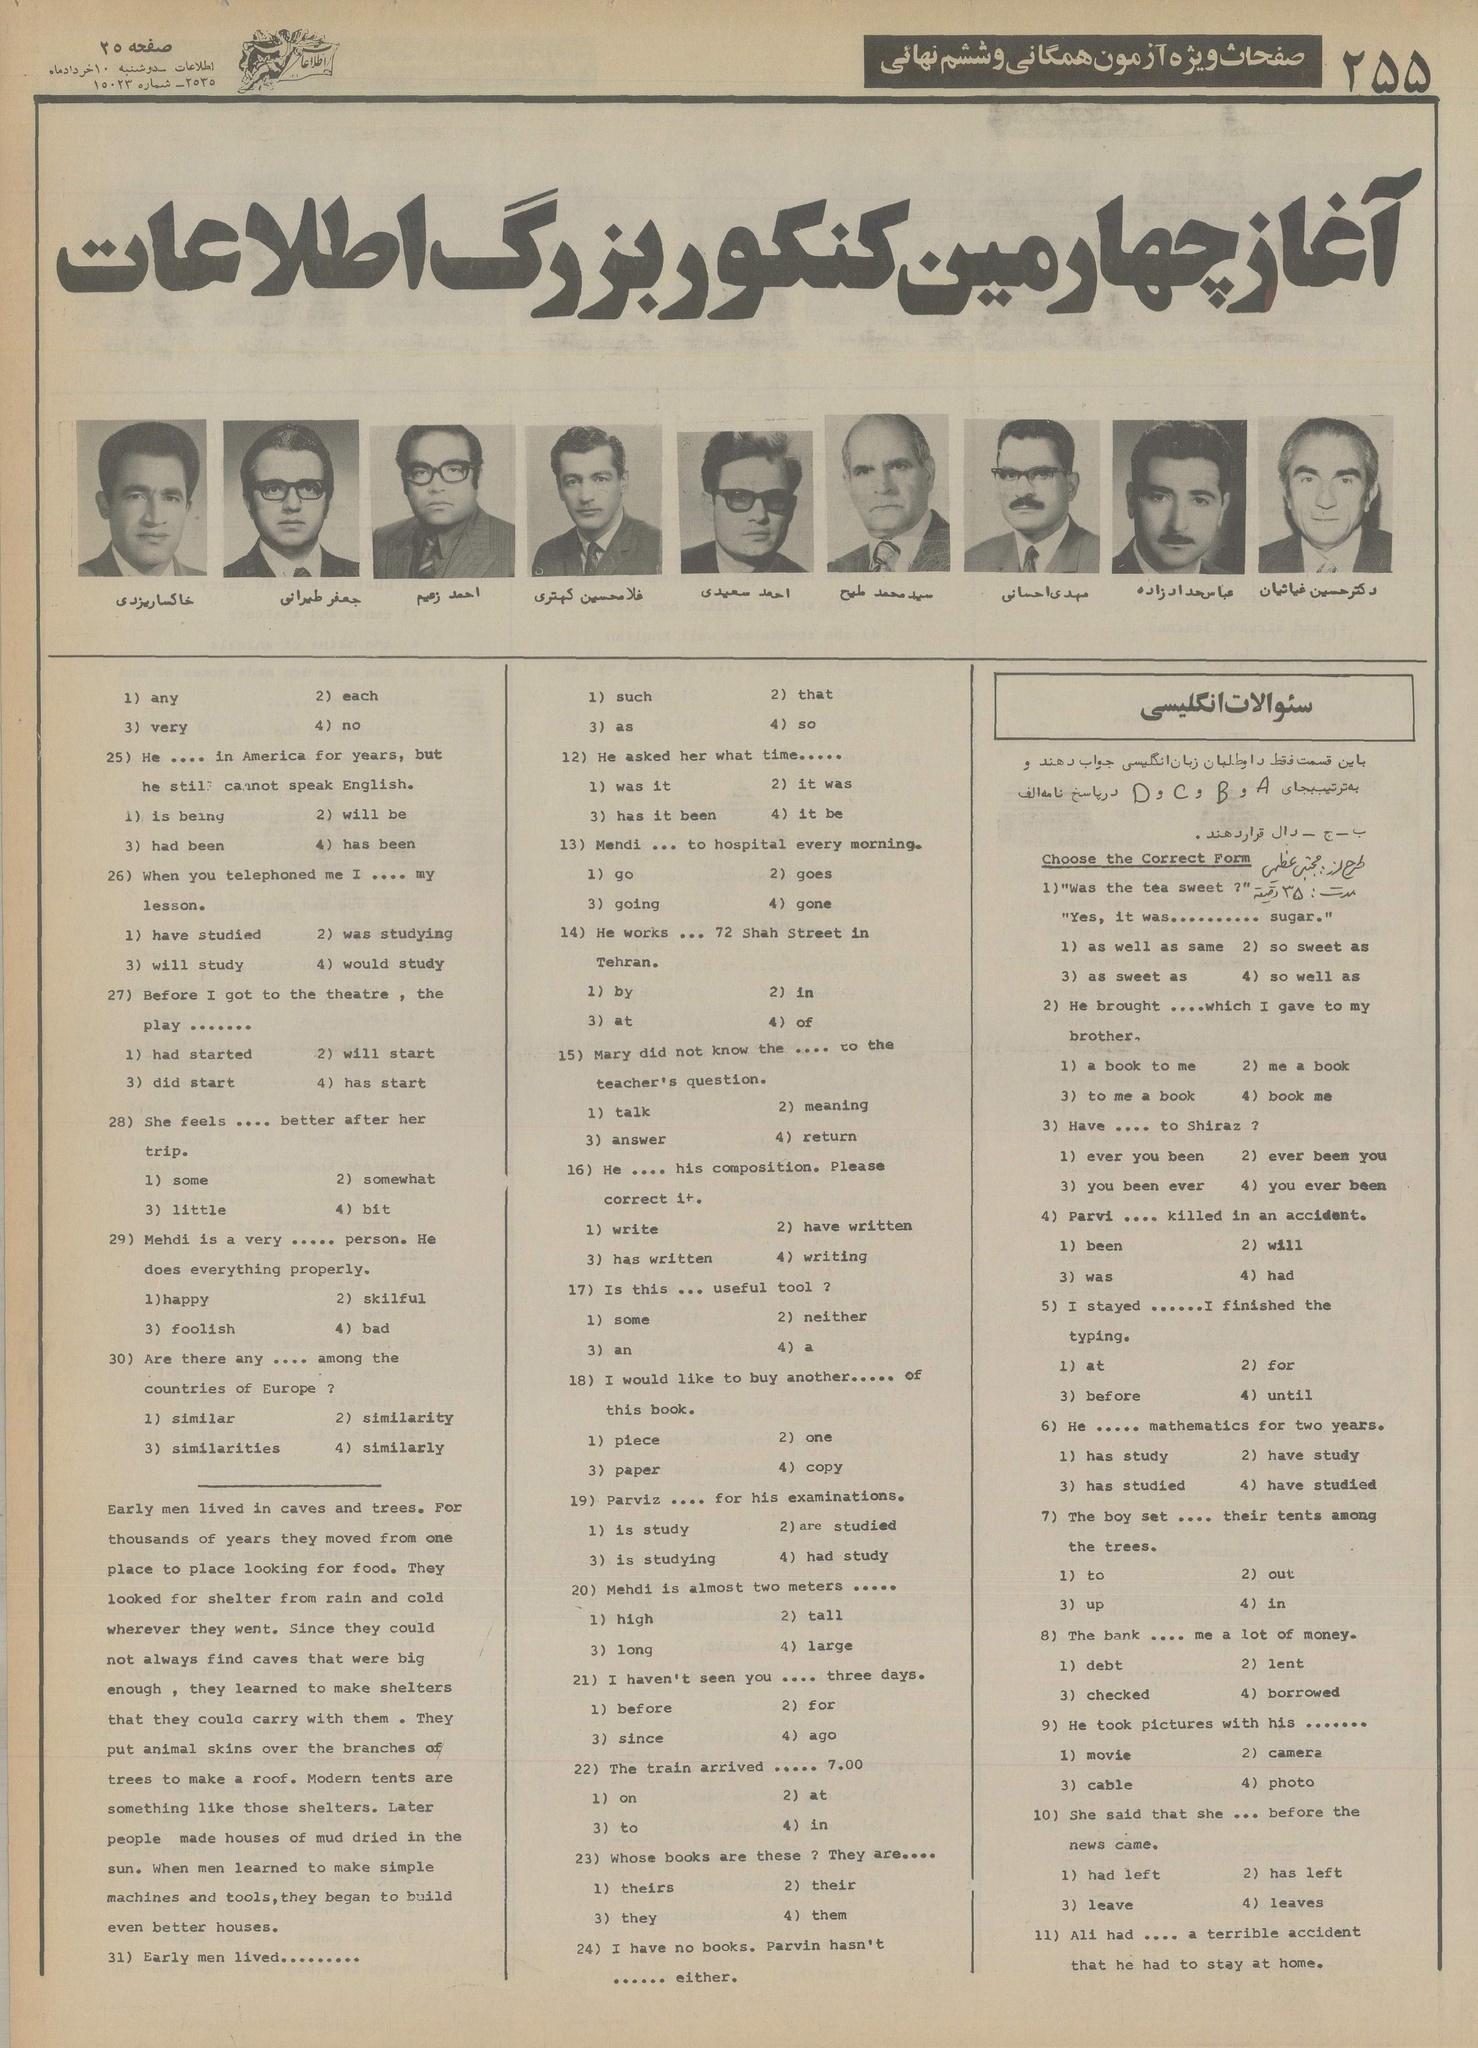 ۲۵۵
صفحات ویژه آزمون همگانی و ششم نهائی
صفحه ۲۵
اطلاعات ـ سه‌شنبه ۱۰ خردادماه
۲۵۳۵ ـ شماره ۱۵۰۲۳
آغاز چهارمین کنکور بزرگ اطلاعات
دکتر حسین غیاثیان
عباس حدادزاده
مهدی احسانی
سید محمد ملیح
احمد سعیدی
غلامحسین کهتری
احمد زعیم
جعفر طیرانی
خاکسار یزدی
سئوالات انگلیسی
باین قسمت فقط داوطلبان زبان انگلیسی جواب دهند و
به‌ترتیب بجای A و B و C و D در پاسخ نامه الف
ب ـ ج ـ دال قرار دهند .
Choose the Correct Form
مدت : ۳۵ دقیقه
1) "Was the tea sweet ?"
"Yes, it was.......... sugar."
1) as well as same 2) so sweet as
3) as sweet as 4) so well as
2) He brought ....which I gave to my
brother.
1) a book to me 2) me a book
3) to me a book 4) book me
3) Have .... to Shiraz ?
1) ever you been 2) ever been you
3) you been ever 4) you ever been
4) Parvi .... killed in an accident.
1) been 2) will
3) was 4) had
5) I stayed ......I finished the
typing.
1) at 2) for
3) before 4) until
6) He ..... mathematics for two years.
1) has study 2) have study
3) has studied 4) have studied
7) The boy set .... their tents among
the trees.
1) to 2) out
3) up 4) in
8) The bank .... me a lot of money.
1) debt 2) lent
3) checked 4) borrowed
9) He took pictures with his .......
1) movie 2) camera
3) cable 4) photo
10) She said that she ... before the
news came.
1) had left 2) has left
3) leave 4) leaves
11) Ali had .... a terrible accident
that he had to stay at home.
1) such 2) that
3) as 4) so
12) He asked her what time.....
1) was it 2) it was
3) has it been 4) it be
13) Mendi ... to hospital every morning.
1) go 2) goes
3) going 4) gone
14) He works ... 72 Shah Street in
Tehran.
1) by 2) in
3) at 4) of
15) Mary did not know the .... to the
teacher's question.
1) talk 2) meaning
3) answer 4) return
16) He .... his composition. Please
correct it.
1) write 2) have written
3) has written 4) writing
17) Is this ... useful tool ?
1) some 2) neither
3) an 4) a
18) I would like to buy another..... of
this book.
1) piece 2) one
3) paper 4) copy
19) Parviz .... for his examinations.
1) is study 2) are studied
3) is studying 4) had study
20) Mehdi is almost two meters .....
1) high 2) tall
3) long 4) large
21) I haven't seen you .... three days.
1) before 2) for
3) since 4) ago
22) The train arrived ..... 7.00
1) on 2) at
3) to 4) in
23) Whose books are these ? They are....
1) theirs 2) their
3) they 4) them
24) I have no books. Parvin hasn't
...... either.
1) any 2) each
3) very 4) no
25) He .... in America for years, but
he still cannot speak English.
1) is being 2) will be
3) had been 4) has been
26) When you telephoned me I .... my
lesson.
1) have studied 2) was studying
3) will study 4) would study
27) Before I got to the theatre , the
play .......
1) had started 2) will start
3) did start 4) has start
28) She feels .... better after her
trip.
1) some 2) somewhat
3) little 4) bit
29) Mehdi is a very ..... person. He
does everything properly.
1)happy 2) skilful
3) foolish 4) bad
30) Are there any .... among the
countries of Europe ?
1) similar 2) similarity
3) similarities 4) similarly
Early men lived in caves and trees. For
thousands of years they moved from one
place to place looking for food. They
looked for shelter from rain and cold
wherever they went. Since they could
not always find caves that were big
enough , they learned to make shelters
that they could carry with them . They
put animal skins over the branches of
trees to make a roof. Modern tents are
something like those shelters. Later
people made houses of mud dried in the
sun. When men learned to make simple
machines and tools,they began to build
even better houses.
31) Early men lived.........